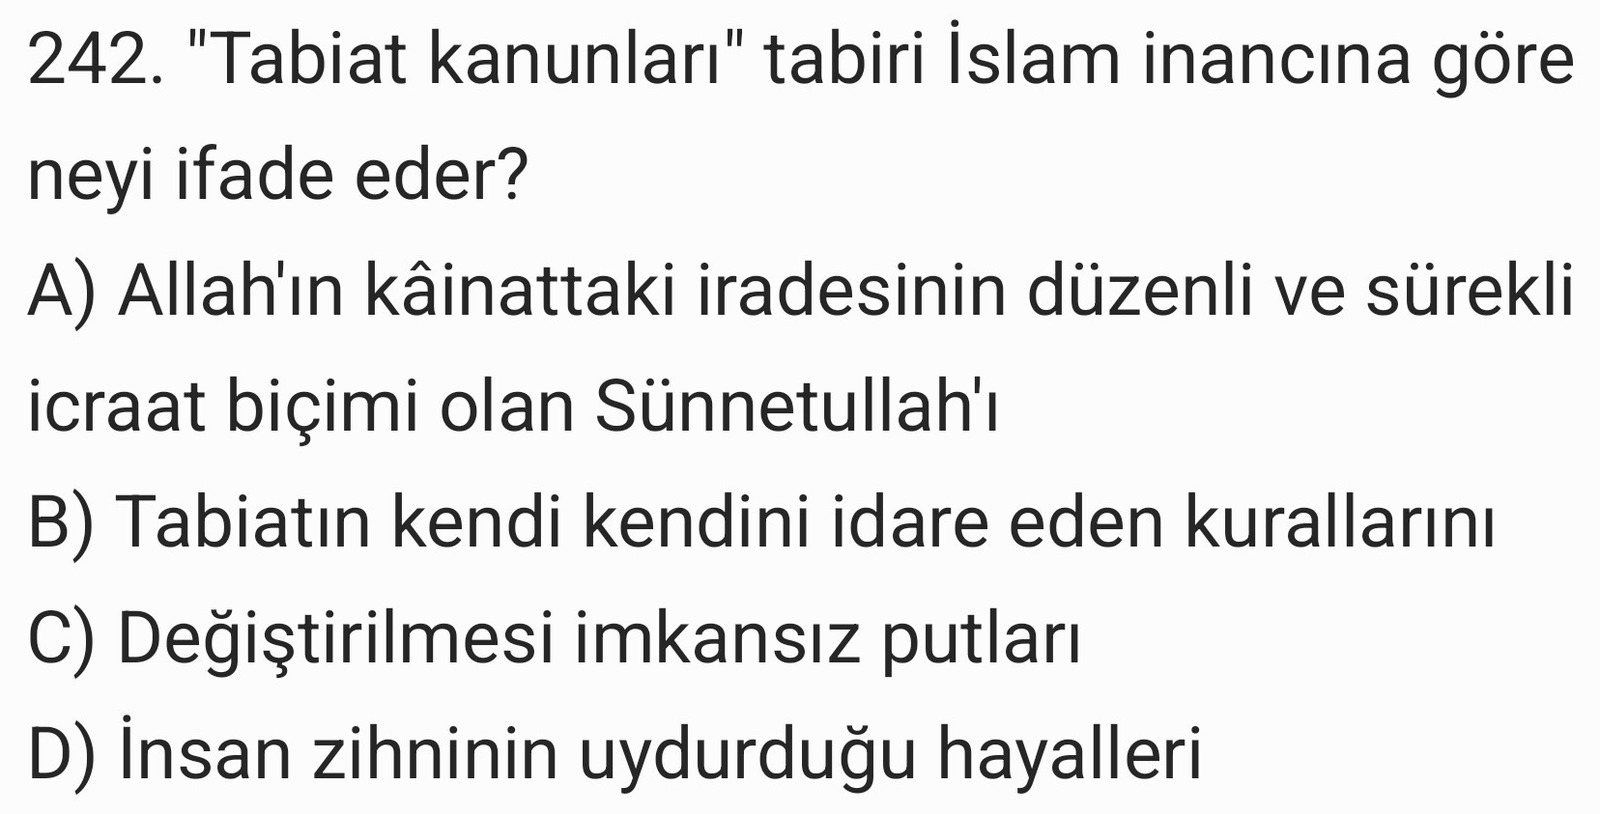 242. "Tabiat kanunları" tabiri İslam inancına göre
neyi ifade eder?
A) Allah'ın kâinattaki iradesinin düzenli ve sürekli
icraat biçimi olan Sünnetullah'ı
B) Tabiatın kendi kendini idare eden kurallarını
C) Değiştirilmesi imkansız putları
D) İnsan zihninin uydurduğu hayalleri